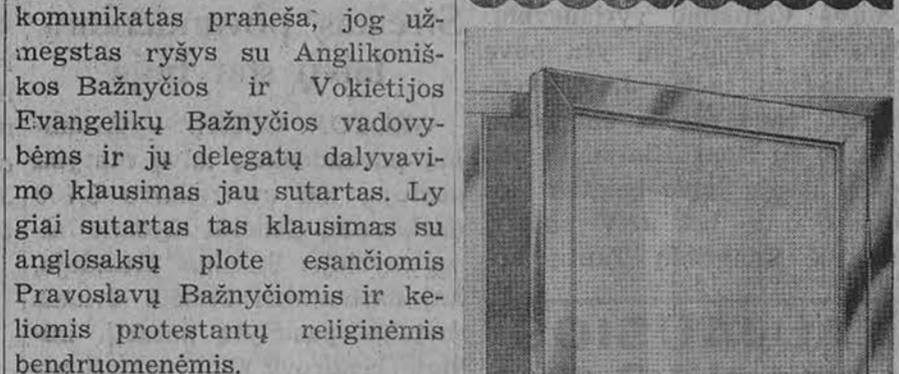 komunikatas praneša, jog už-
megstas ryšys su Anglikoniš-
kos Bažnyčios ir Vokietijos
Evangelikų Bažnyčios vadovy-
bėms ir jų delegatų dalyvavi-
mo klausimas jau sutartas. Ly
giai sutartas tas klausimas su
anglosaksų plote esančiomis
Pravoslavų Bažnyčiomis ir ke-
liomis protestantų religinėmis
bendruomenėmis.